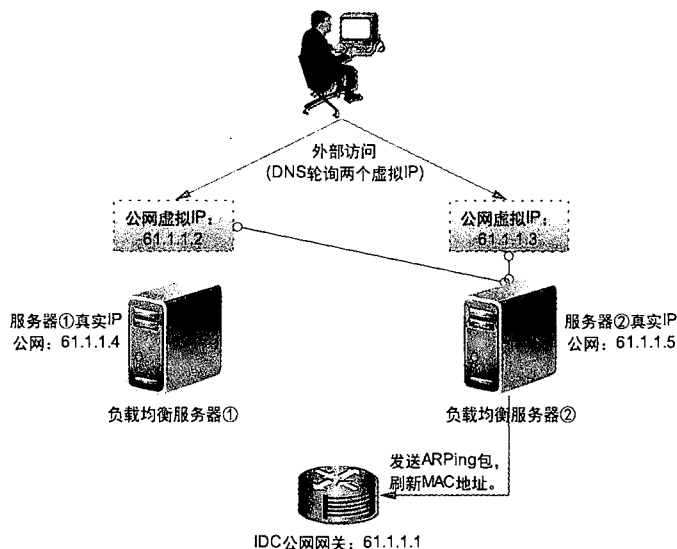 外部访问
(DNS轮询两个虚拟IP)
公网虚拟IP:
61.1.1.2
公网虚拟IP:
61.1.1.3
服务器①真实IP
公网: 61.1.1.4
服务器②真实IP
公网: 61.1.1.5
负载均衡服务器①
负载均衡服务器②
发送ARPing包,
刷新MAC地址。
IDC公网网关: 61.1.1.1